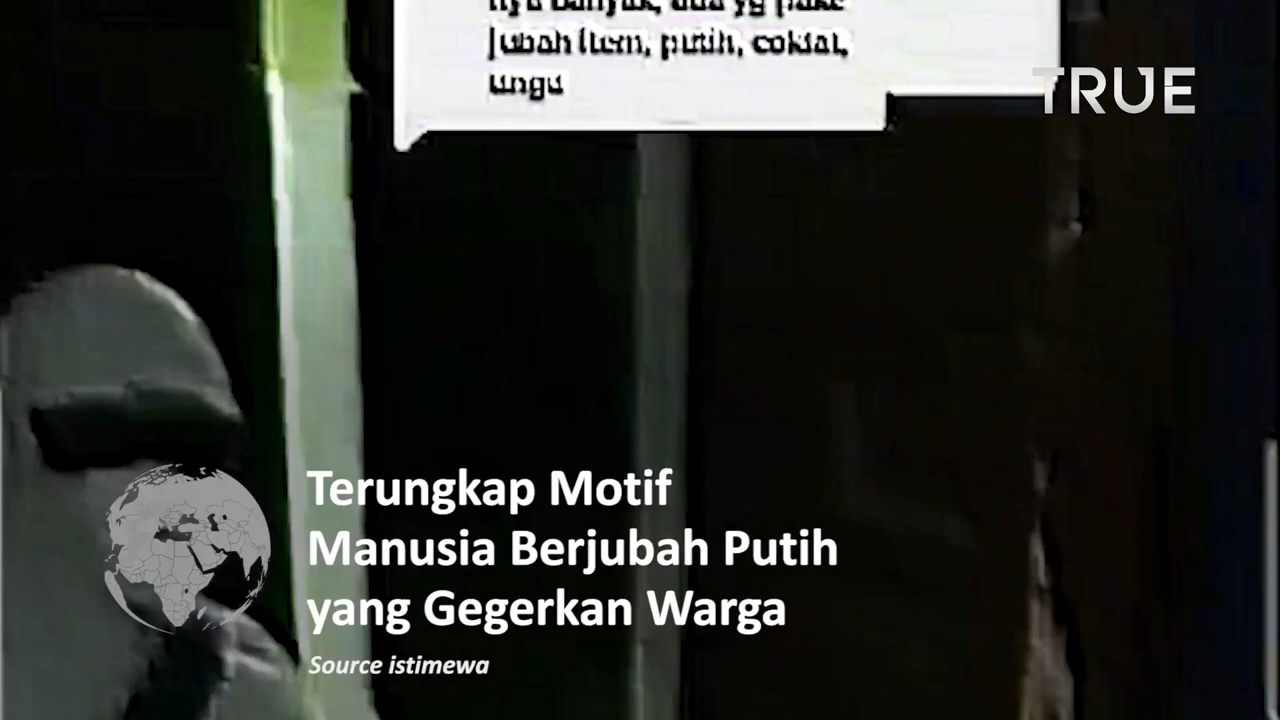 jubah item, putih, coklat,
ungu
TRUE
Terungkap Motif
Manusia Berjubah Putih
yang Gegerkan Warga
Source istimewa